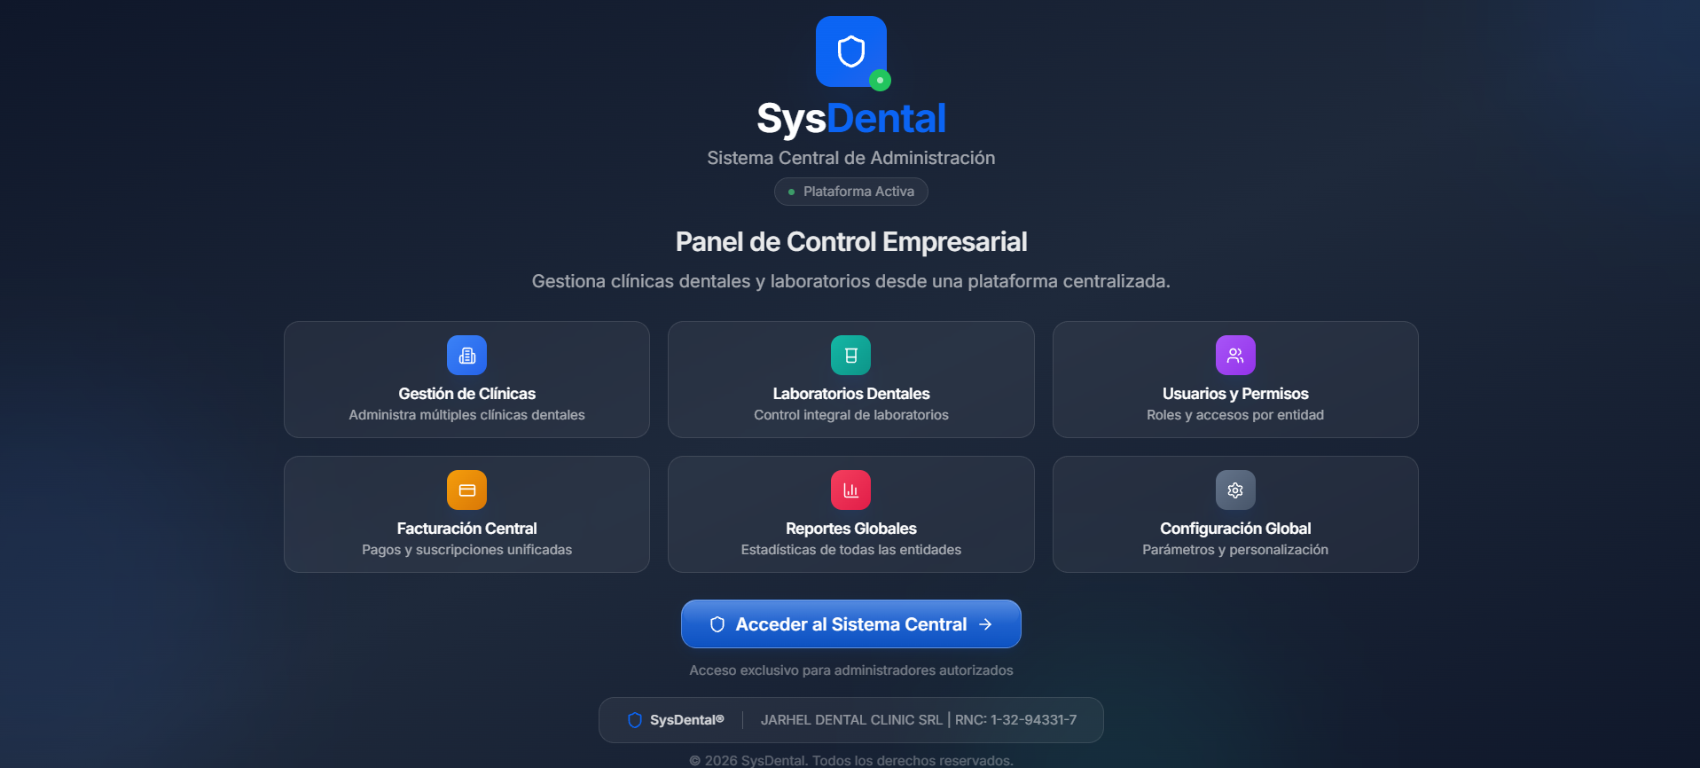 SysDental
Sistema Central de Administración
Plataforma Activa
Panel de Control Empresarial
Gestiona clínicas dentales y laboratorios desde una plataforma centralizada.
Gestión de Clínicas
Administra múltiples clínicas dentales
Laboratorios Dentales
Control integral de laboratorios
Usuarios y Permisos
Roles y accesos por entidad
Facturación Central
Pagos y suscripciones unificadas
Reportes Globales
Estadísticas de todas las entidades
Configuración Global
Parámetros y personalización
Acceder al Sistema Central
Acceso exclusivo para administradores autorizados
SysDental® JARHEL DENTAL CLINIC SRL | RNC: 1-32-94331-7
© 2026 SysDental. Todos los derechos reservados.